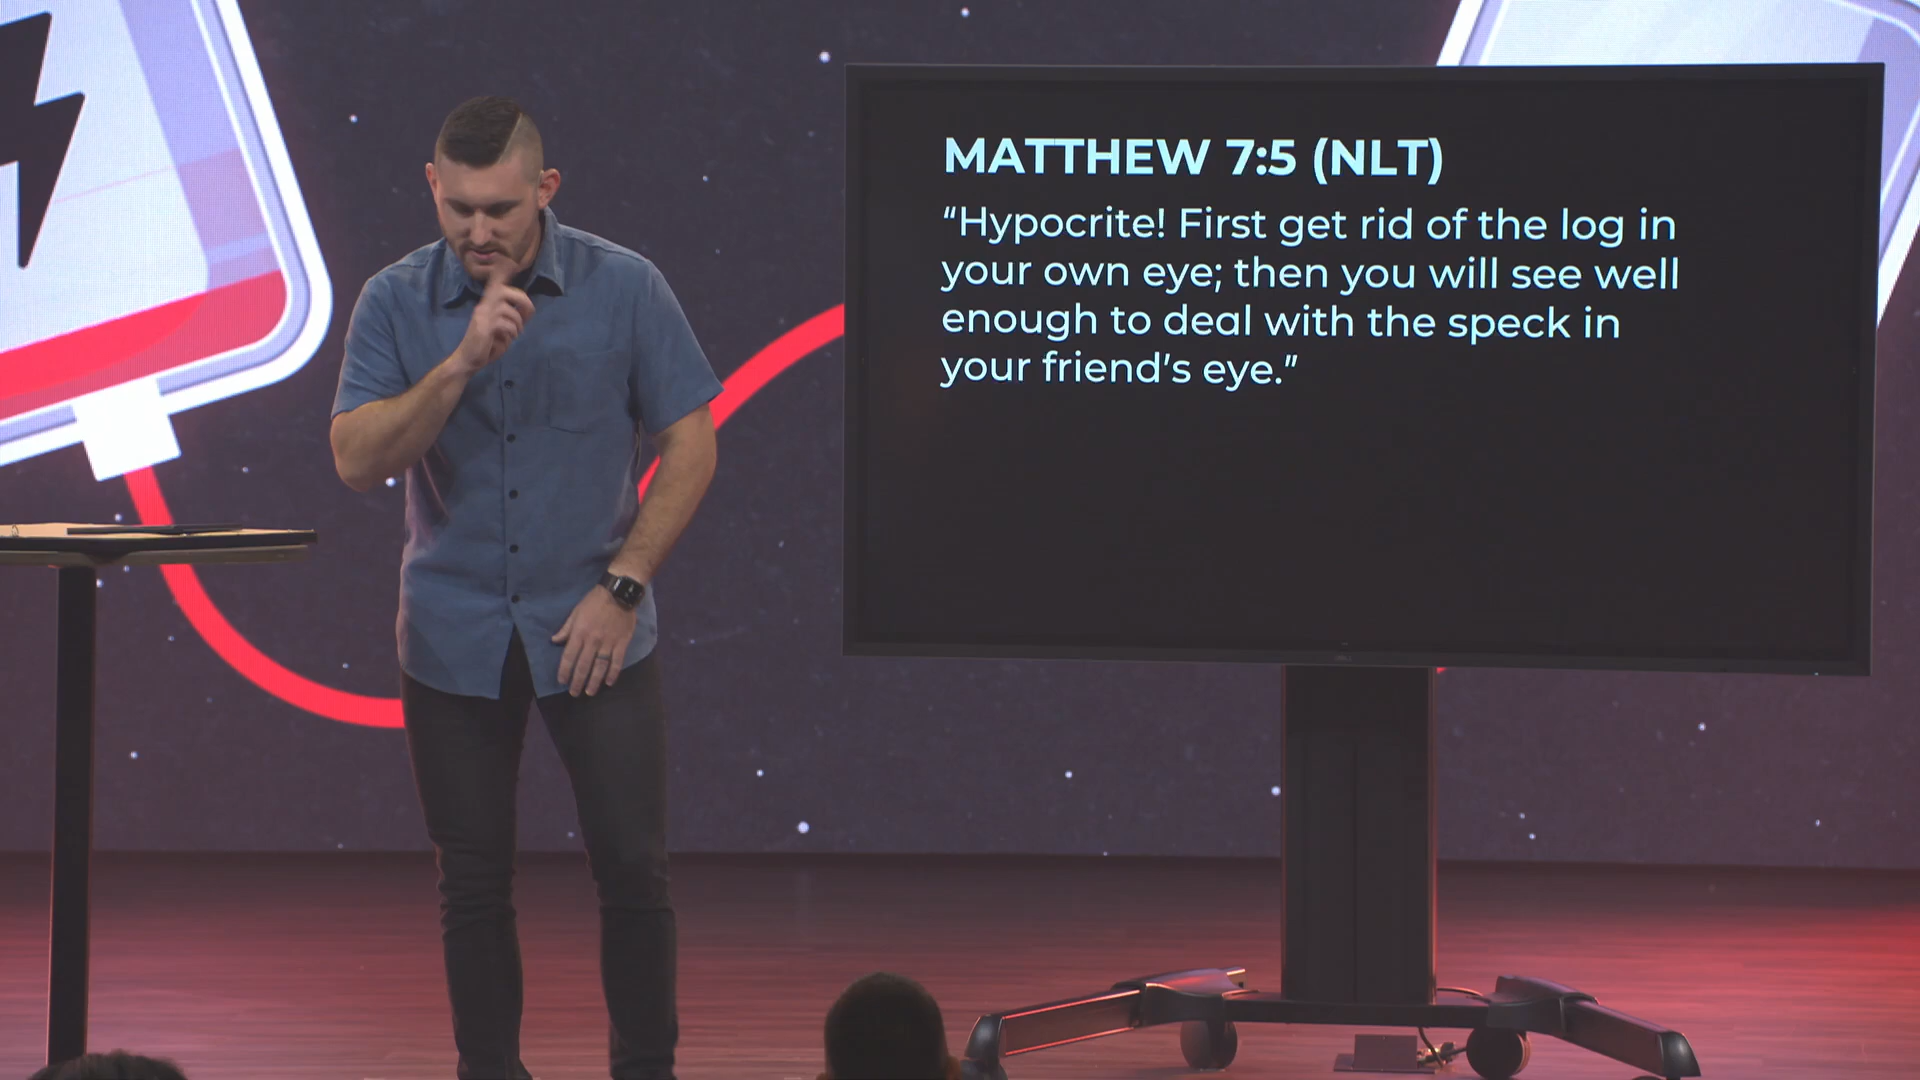 MATTHEW 7:5 (NLT)
“Hypocrite! First get rid of the log in
your own eye; then you will see well
enough to deal with the speck in
your friend’s eye.”